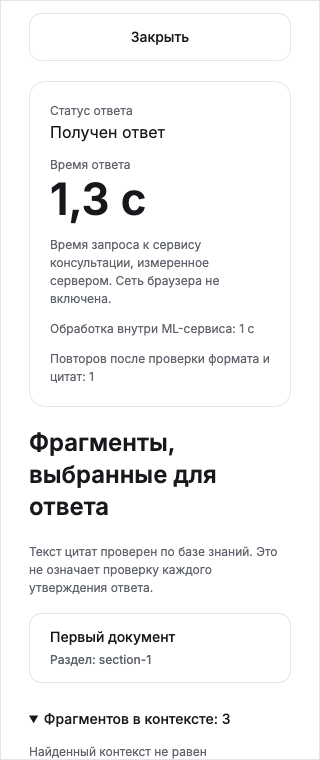 Закрыть
Статус ответа
Получен ответ
Время ответа
1,3 с
Время запроса к сервису
консультации, измеренное
сервером. Сеть браузера не
включена.
Обработка внутри ML-сервиса: 1 с
Повторов после проверки формата и
цитат: 1
Фрагменты,
выбранные для
ответа
Текст цитат проверен по базе знаний. Это
не означает проверку каждого
утверждения ответа.
Первый документ
Раздел: section-1
▼ Фрагментов в контексте: 3
Найденный контекст не равен